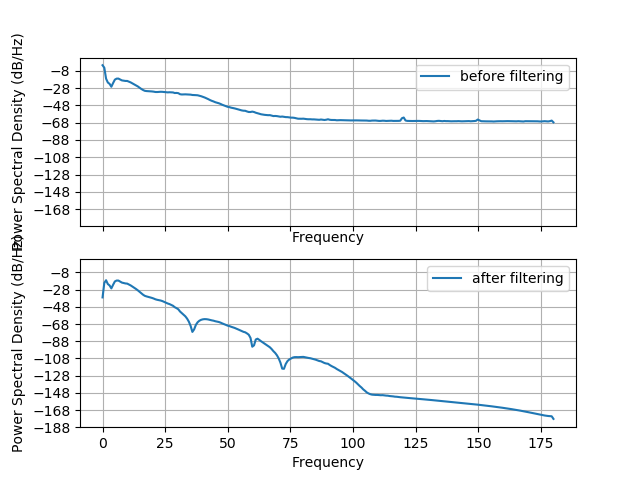 Power Spectral Density (dB/Hz)
−8
−28
−48
−68
−88
−108
−128
−148
−168
before filtering
Frequency
Power Spectral Density (dB/Hz)
−8
−28
−48
−68
−88
−108
−128
−148
−168
−188
after filtering
0 25 50 75 100 125 150 175
Frequency